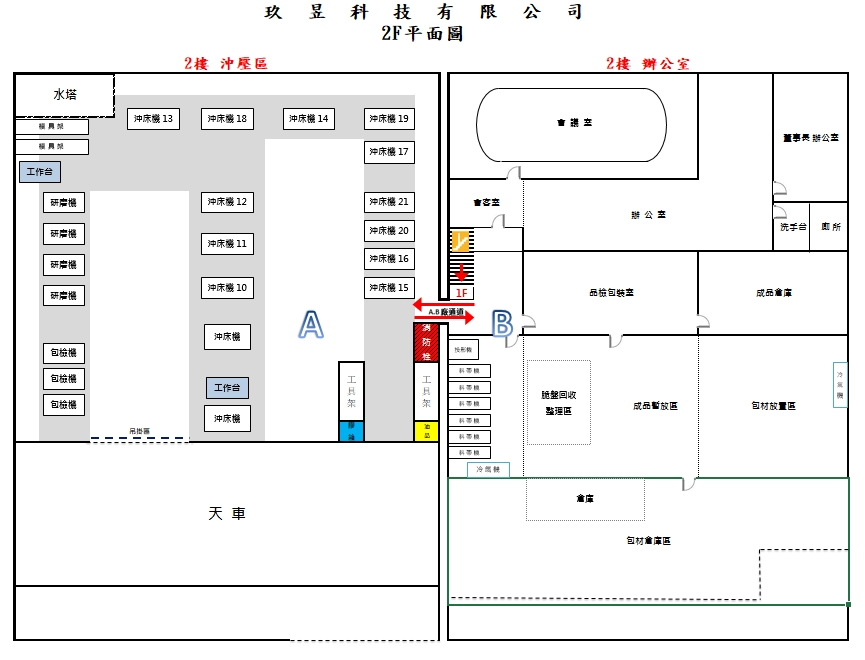 玖昱科技有限公司
2F平面圖
2樓 沖壓區
2樓 辦公室
水塔
模具架
模具架
工作台
沖床機 13
沖床機 18
沖床機 14
沖床機 19
沖床機 17
研磨機
研磨機
研磨機
研磨機
沖床機 12
沖床機 11
沖床機 10
沖床機 21
沖床機 20
沖床機 16
沖床機 15
包檢機
包檢機
包檢機
沖床機
工作台
沖床機
A
工具架
工具架
消防栓
油品
吊掛區
天車
會議室
董事長 辦公室
會客室
辦公室
洗手台
廁所
1F
A.B 廠通道
B
品檢包裝室
成品倉庫
投影機
料帶機
料帶機
料帶機
料帶機
料帶機
料帶機
冷氣機
脆盤回收
整理區
成品暫放區
包材放置區
冷氣機
倉庫
包材倉庫區